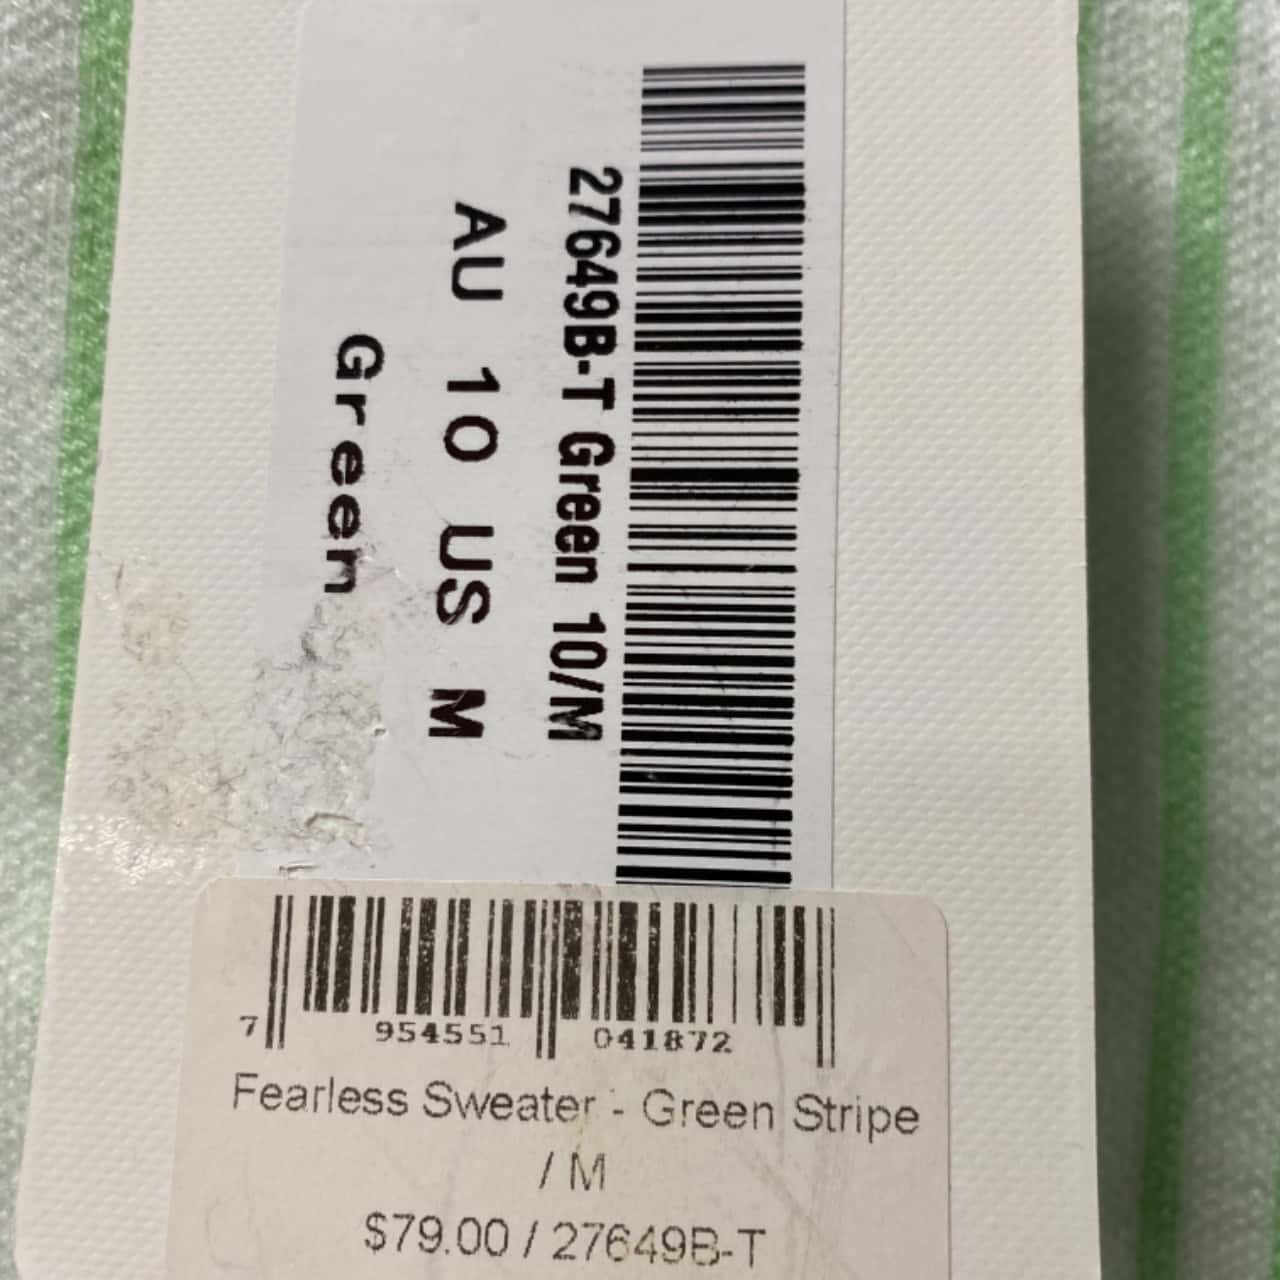 27649B-T Green 10/M
AU 10 US M
Green
7 954551 041872
Fearless Sweater - Green Stripe
/ M
$79.00 / 27649B-T